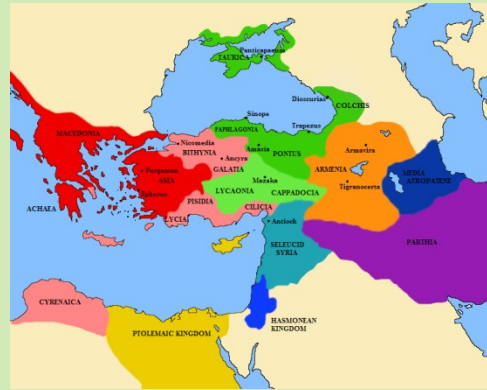 Panticapaeum
TAURICA
Dioscurias
COLCHIS
Sinope
Trapezus
MACEDONIA
PAPHLAGONIA
Nicomedia
BITHYNIA
Amasia
PONTUS
Armavira
Ancyra
GALATIA
Pergamon
ASIA
Mazaka
ARMENIA
MEDIA
ATROPATENE
Tigranocerta
LYCAONIA
CAPPADOCIA
Ephesus
PISIDIA
ACHAEA
LYCIA
CILICIA
Antioch
SELEUCID
SYRIA
PARTHIA
CYRENAICA
HASMONEAN
KINGDOM
PTOLEMAIC KINGDOM